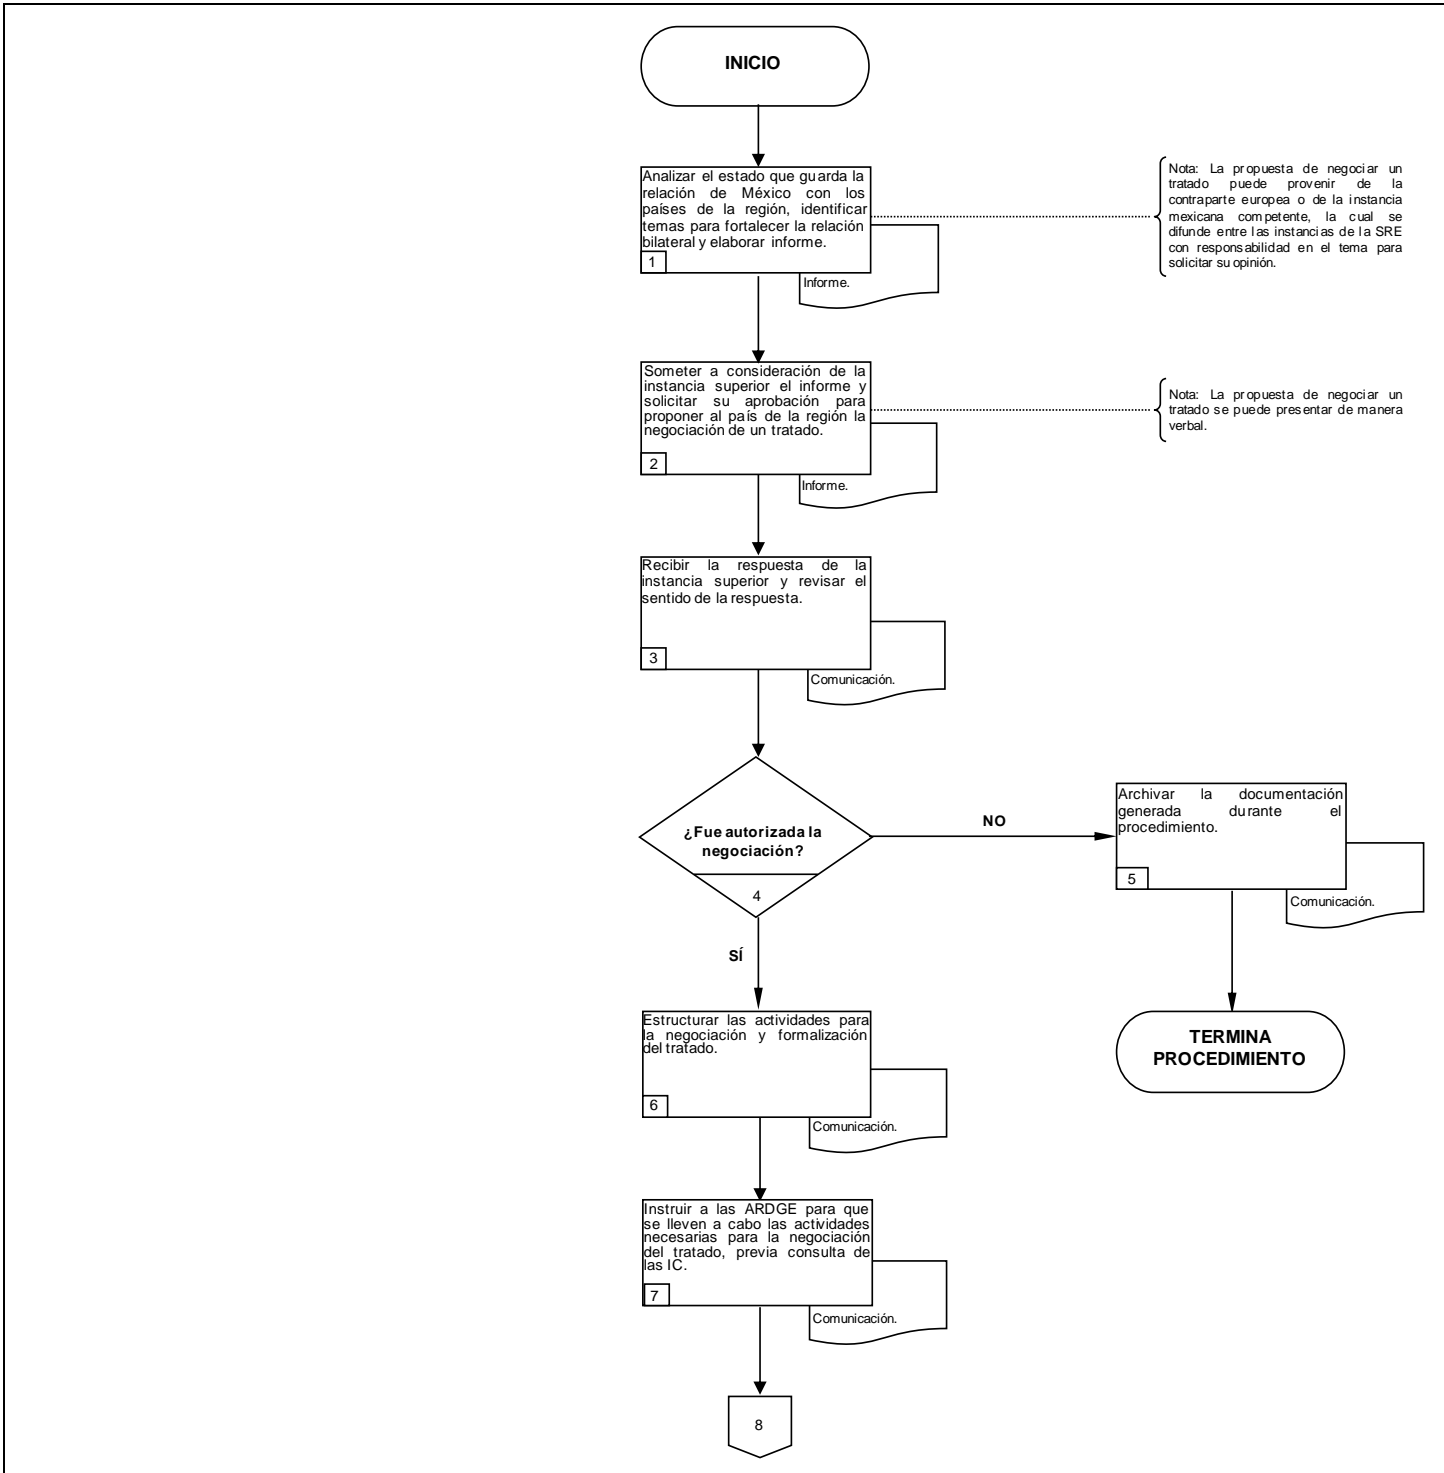 INICIO
Analizar el estado que guarda la
relación de México con los
países de la región, identificar
temas para fortalecer la relación
bilateral y elaborar informe.
1
Informe.
Nota: La propuesta de negociar un
tratado puede provenir de la
contraparte europea o de la instancia
mexicana competente, la cual se
difunde entre las instancias de la SRE
con responsabilidad en el tema para
solicitar su opinión.
Someter a consideración de la
instancia superior el informe y
solicitar su aprobación para
proponer al país de la región la
negociación de un tratado.
2
Informe.
Nota: La propuesta de negociar un
tratado se puede presentar de manera
verbal.
Recibir la respuesta de la
instancia superior y revisar el
sentido de la respuesta.
3
Comunicación.
¿Fue autorizada la
negociación?
4
NO
Archivar la documentación
generada durante el
procedimiento.
5
Comunicación.
TERMINA
PROCEDIMIENTO
SÍ
Estructurar las actividades para
la negociación y formalización
del tratado.
6
Comunicación.
Instruir a las ARDGE para que
se lleven a cabo las actividades
necesarias para la negociación
del tratado, previa consulta de
las IC.
7
Comunicación.
8